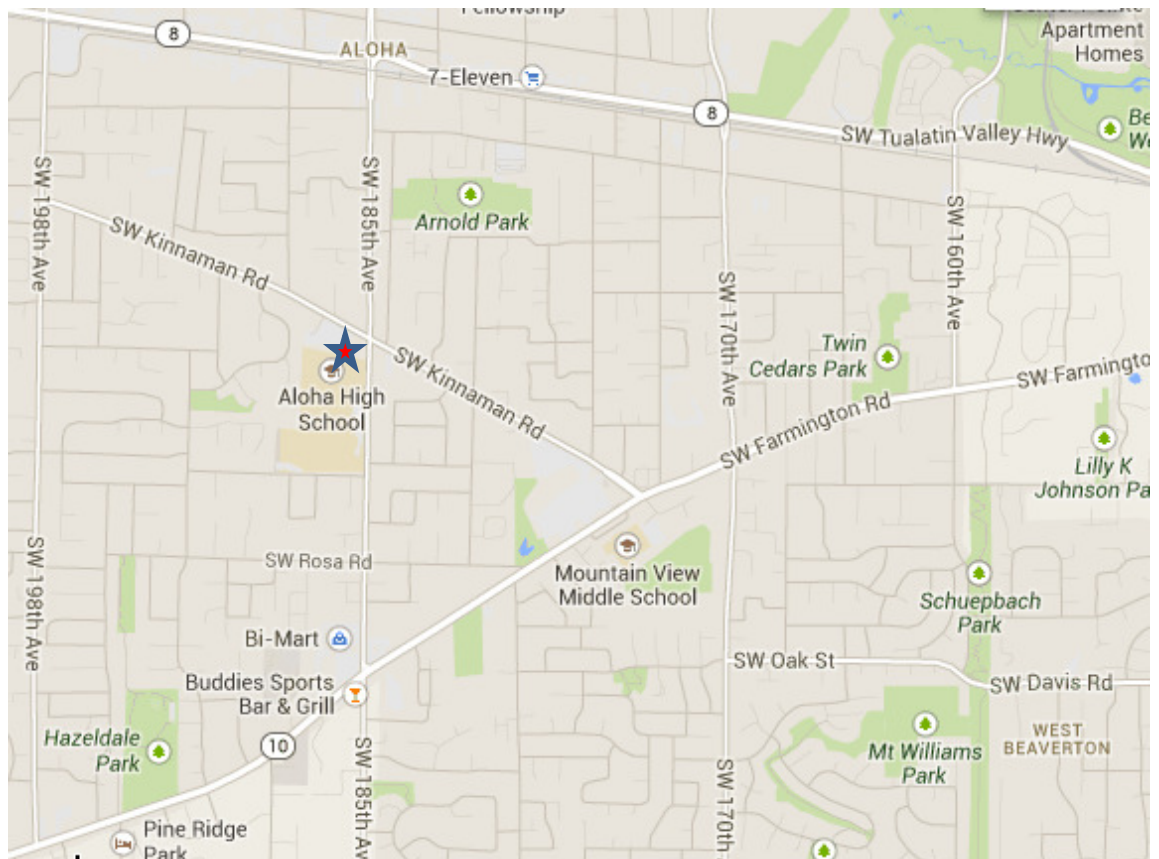 Fellowship
Apartment
Homes
8
ALOHA
7-Eleven
8
SW Tualatin Valley Hwy
Be
We
SW 198th Ave
SW 185th Ave
Arnold Park
SW Kinnaman Rd
SW 160th Ave
SW 170th Ave
Twin
Cedars Park
SW Kinnaman Rd
SW Farmingto
Aloha High
School
SW Farmington Rd
Lilly K
Johnson Pa
SW 198th Ave
SW Rosa Rd
Mountain View
Middle School
Schuepbach
Park
Bi-Mart
SW Oak St
Buddies Sports
Bar & Grill
SW Davis Rd
Hazeldale
Park
10
SW 185th Av
SW 170th
Mt Williams
Park
WEST
BEAVERTON
Pine Ridge
Park